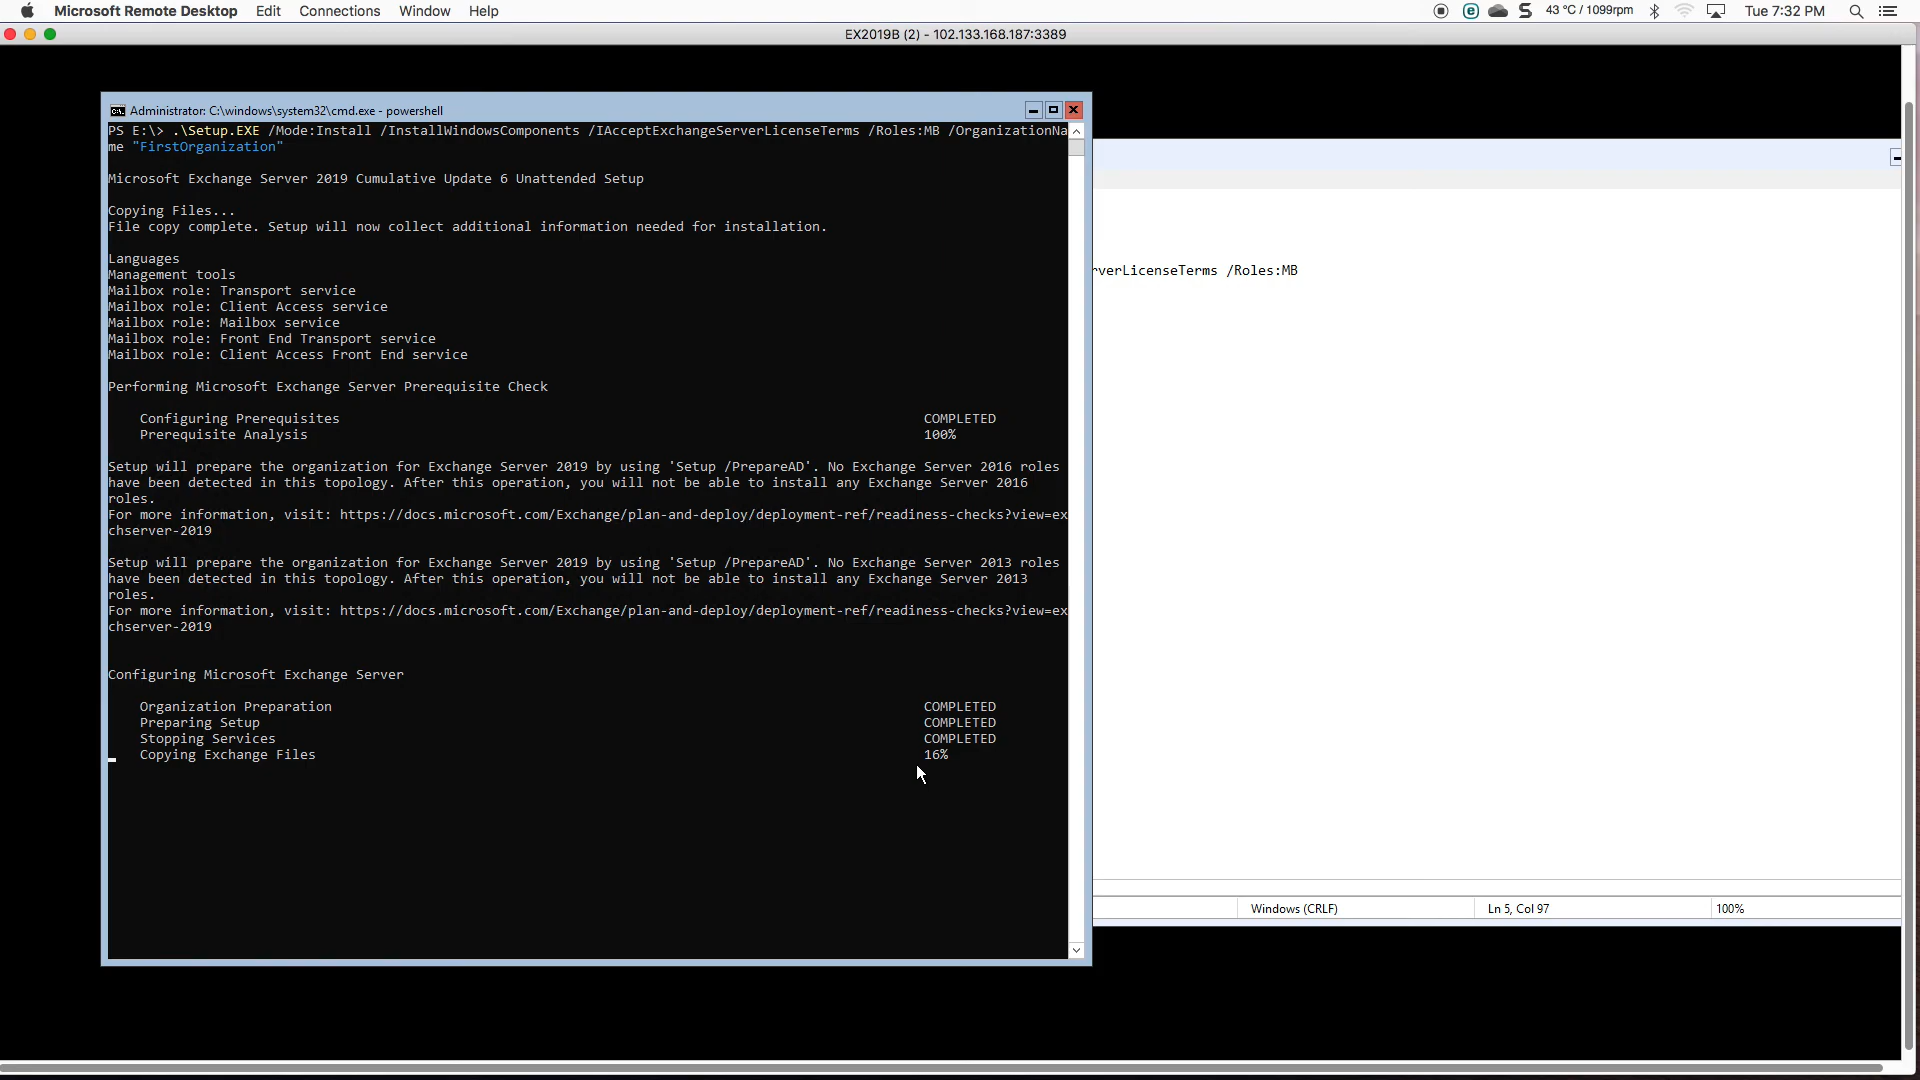 Microsoft Remote Desktop Edit Connections Window Help
43 °C / 1099rpm Tue 7:32 PM
EX2019B (2) - 102.133.168.187:3389
Administrator: C:\windows\system32\cmd.exe - powershell
PS E:\> .\Setup.EXE /Mode:Install /InstallWindowsComponents /IAcceptExchangeServerLicenseTerms /Roles:MB /OrganizationNa
me "FirstOrganization"
Microsoft Exchange Server 2019 Cumulative Update 6 Unattended Setup
Copying Files...
File copy complete. Setup will now collect additional information needed for installation.
Languages
Management tools
Mailbox role: Transport service
Mailbox role: Client Access service
Mailbox role: Mailbox service
Mailbox role: Front End Transport service
Mailbox role: Client Access Front End service
Performing Microsoft Exchange Server Prerequisite Check
Configuring Prerequisites COMPLETED
Prerequisite Analysis 100%
Setup will prepare the organization for Exchange Server 2019 by using 'Setup /PrepareAD'. No Exchange Server 2016 roles
have been detected in this topology. After this operation, you will not be able to install any Exchange Server 2016
roles.
For more information, visit: https://docs.microsoft.com/Exchange/plan-and-deploy/deployment-ref/readiness-checks?view=ex
chserver-2019
Setup will prepare the organization for Exchange Server 2019 by using 'Setup /PrepareAD'. No Exchange Server 2013 roles
have been detected in this topology. After this operation, you will not be able to install any Exchange Server 2013
roles.
For more information, visit: https://docs.microsoft.com/Exchange/plan-and-deploy/deployment-ref/readiness-checks?view=ex
chserver-2019
Configuring Microsoft Exchange Server
Organization Preparation COMPLETED
Preparing Setup COMPLETED
Stopping Services COMPLETED
Copying Exchange Files 16%
rverLicenseTerms /Roles:MB
Windows (CRLF) Ln 5, Col 97 100%